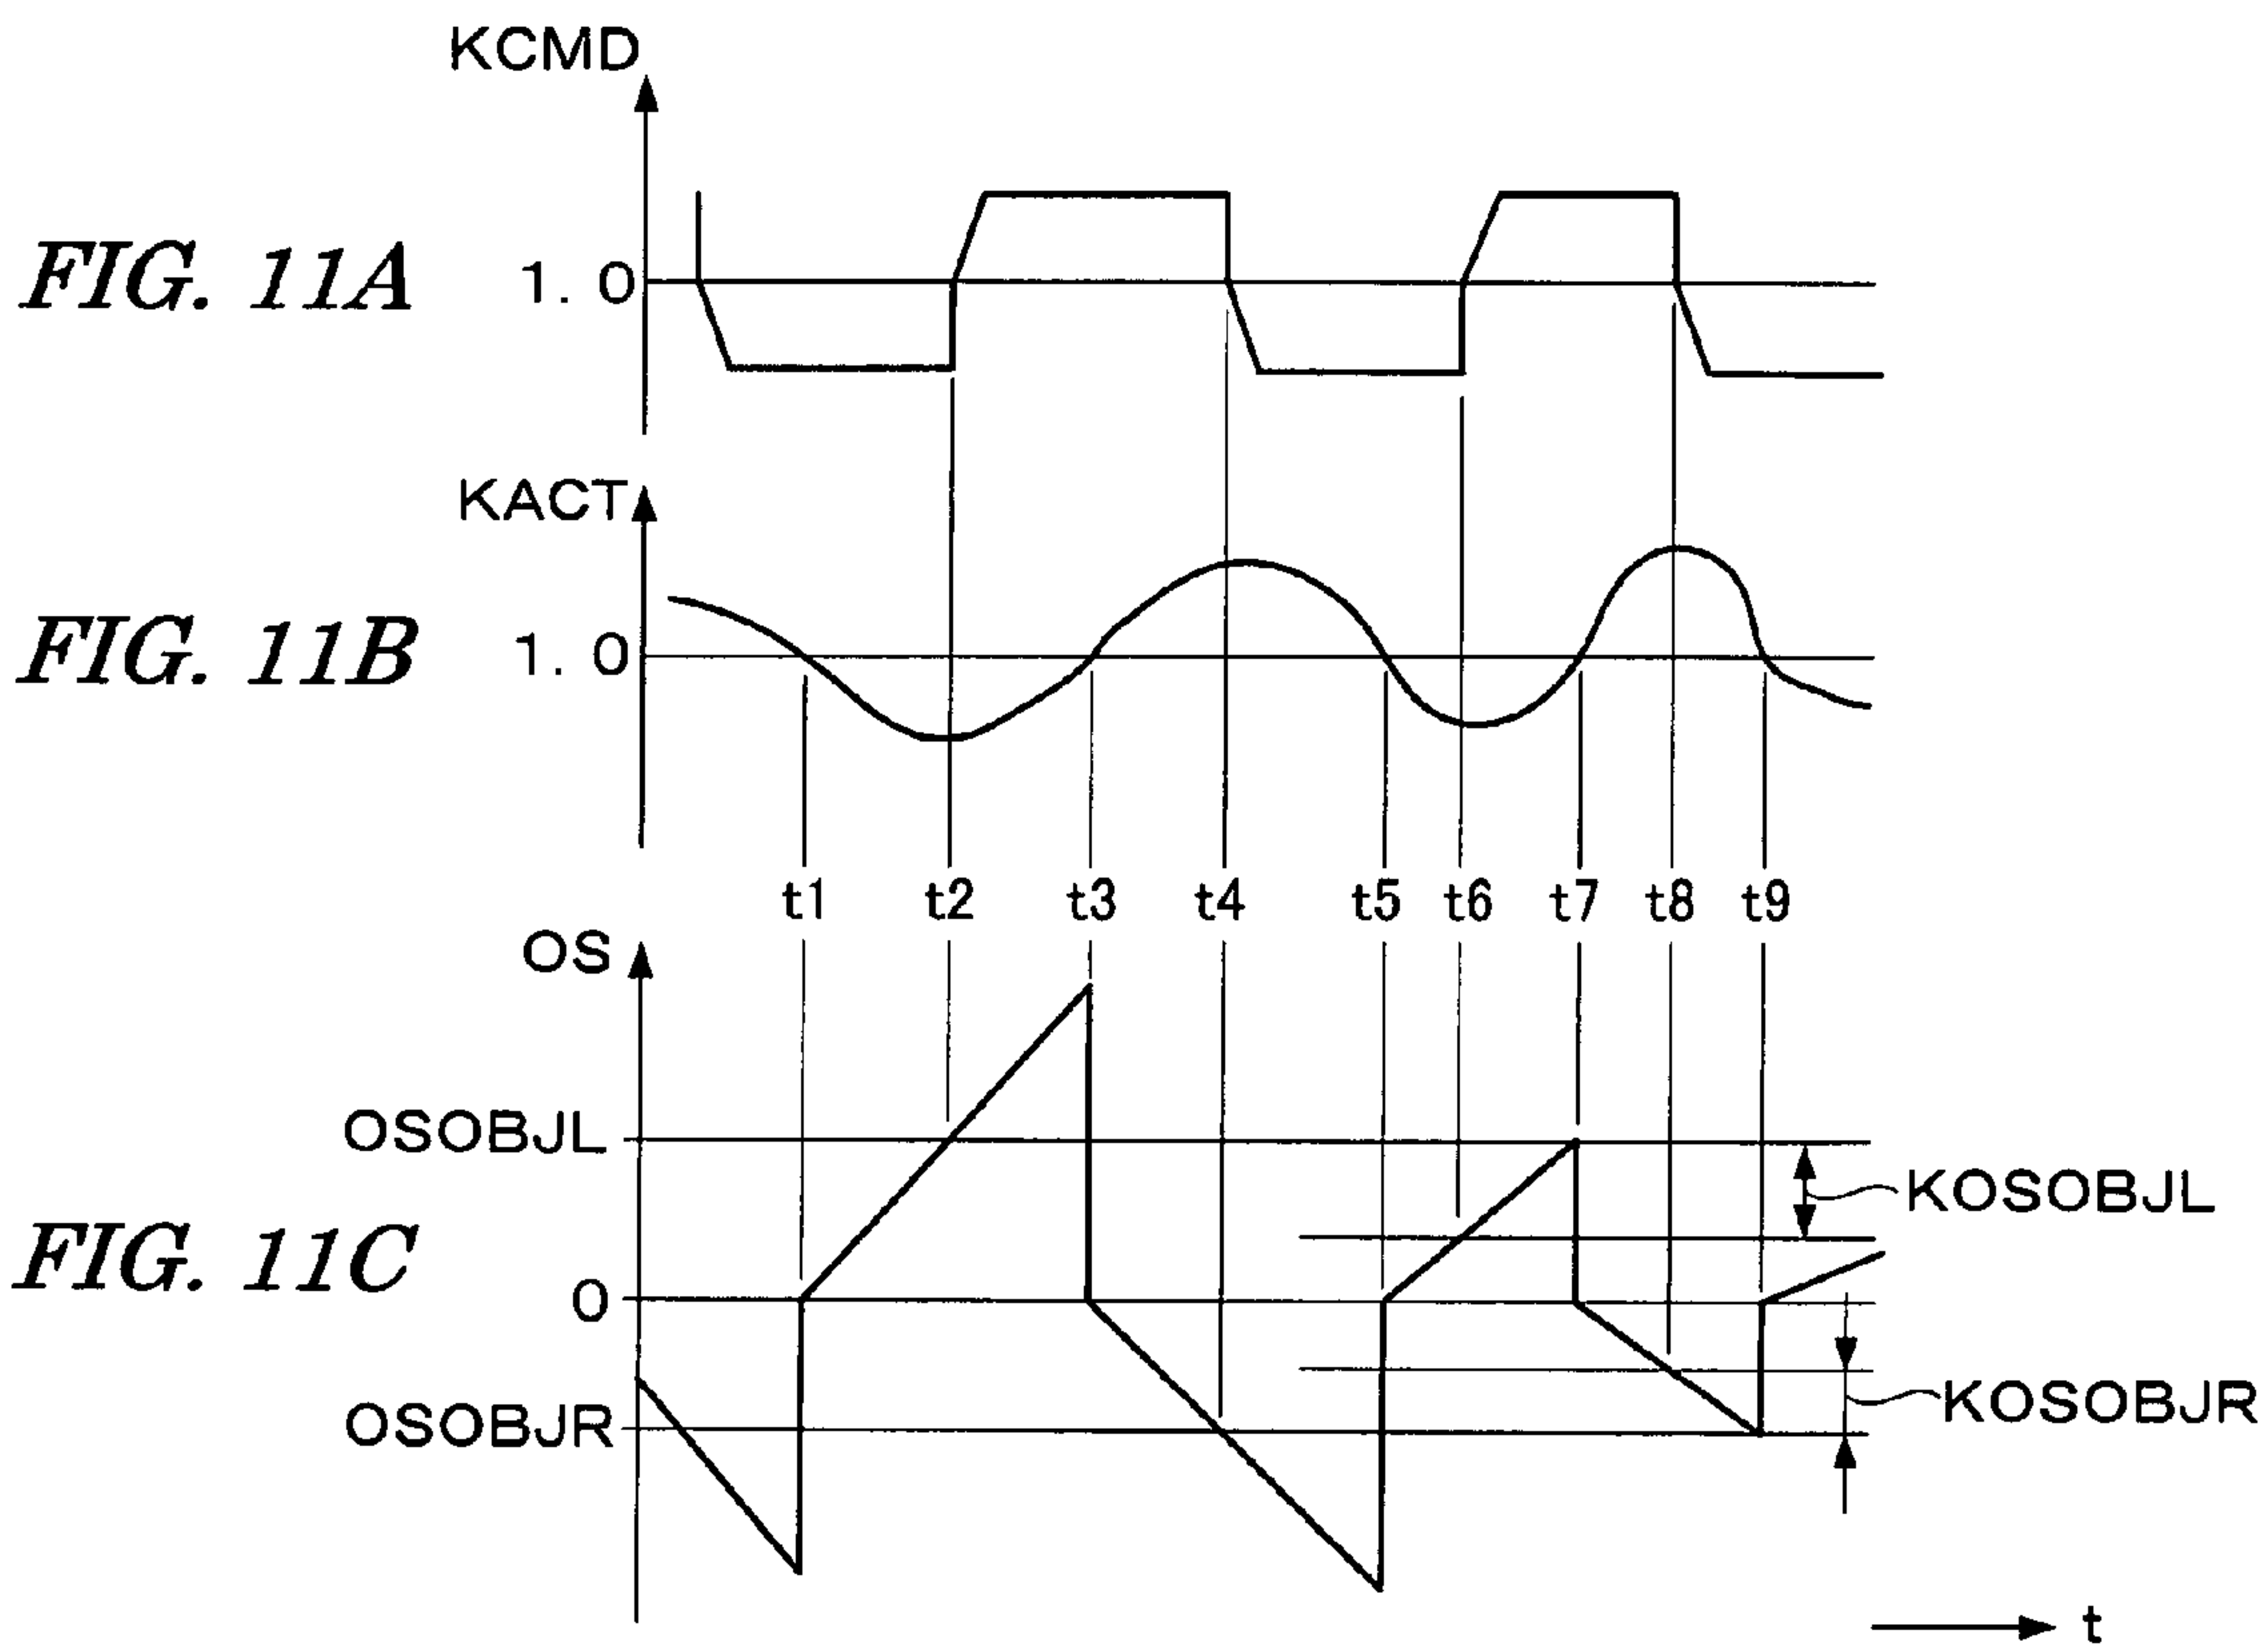 KCMD
FIG. 11A
1. 0
KACT
FIG. 11B
1. 0
t1 t2 t3 t4 t5 t6 t7 t8 t9
OS
OSOBJL
KOSOBJL
FIG. 11C
0
OSOBJR
KOSOBJR
t